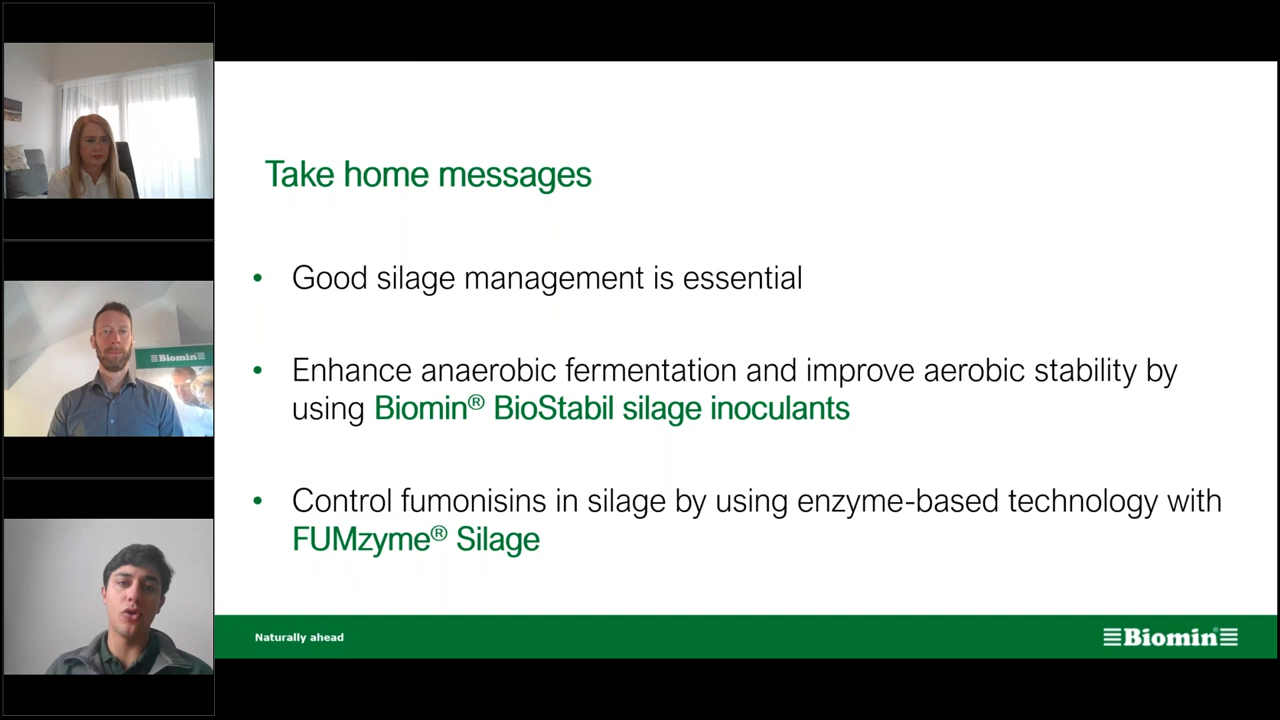 Biomin
Take home messages
• Good silage management is essential
• Enhance anaerobic fermentation and improve aerobic stability by
using Biomin® BioStabil silage inoculants
• Control fumonisins in silage by using enzyme-based technology with
FUMzyme® Silage
Naturally ahead
Biomin®